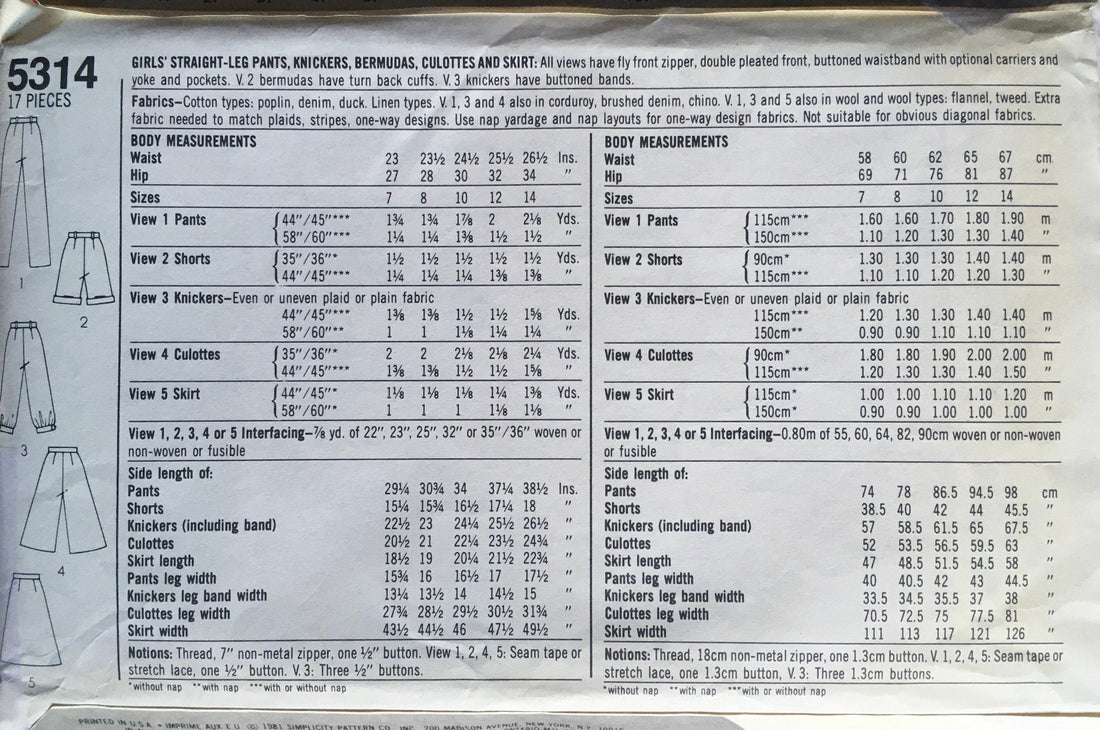 5314
17 PIECES
GIRLS' STRAIGHT-LEG PANTS, KNICKERS, BERMUDAS, CULOTTES AND SKIRT: All views have fly front zipper, double pleated front, buttoned waistband with optional carriers and
yoke and pockets. V. 2 bermudas have turn back cuffs. V. 3 knickers have buttoned bands.
Fabrics–Cotton types: poplin, denim, duck. Linen types. V. 1, 3 and 4 also in corduroy, brushed denim, chino. V. 1, 3 and 5 also in wool and wool types: flannel, tweed. Extra
fabric needed to match plaids, stripes, one-way designs. Use nap yardage and nap layouts for one-way design fabrics. Not suitable for obvious diagonal fabrics.
BODY MEASUREMENTS
Waist 23 23½ 24½ 25½ 26½ Ins.
Hip 27 28 30 32 34 "
Sizes 7 8 10 12 14
View 1 Pants 44"/45"*** 1¾ 1¾ 1⅞ 2 2⅛ Yds.
58"/60"*** 1¼ 1¼ 1⅜ 1½ 1½ "
View 2 Shorts 35"/36"* 1½ 1½ 1½ 1½ 1½ Yds.
44"/45"*** 1¼ 1¼ 1¼ 1⅜ 1⅜ "
View 3 Knickers–Even or uneven plaid or plain fabric
44"/45"*** 1⅜ 1⅜ 1½ 1½ 1⅝ Yds.
58"/60"** 1 1 1⅛ 1¼ 1¼ "
View 4 Culottes 35"/36"* 2 2 2⅛ 2⅛ 2¼ Yds.
44"/45"*** 1⅜ 1⅜ 1½ 1½ 1⅝ "
View 5 Skirt 44"/45"* 1⅛ 1⅛ 1⅛ 1¼ 1⅜ Yds.
58"/60"* 1 1 1 1⅛ 1⅛ "
View 1, 2, 3, 4 or 5 Interfacing–⅞ yd. of 22", 23", 25", 32" or 35"/36" woven or
non-woven or fusible
Side length of:
Pants 29¼ 30¾ 34 37¼ 38½ Ins.
Shorts 15¼ 15¾ 16½ 17¼ 18 "
Knickers (including band) 22½ 23 24¼ 25½ 26½ "
Culottes 20½ 21 22¼ 23½ 24¾ "
Skirt length 18½ 19 20¼ 21½ 22¾ "
Pants leg width 15¾ 16 16½ 17 17½ "
Knickers leg band width 13¼ 13½ 14 14½ 15 "
Culottes leg width 27¾ 28½ 29½ 30½ 31¾ "
Skirt width 43½ 44½ 46 47½ 49½ "
Notions: Thread, 7" non-metal zipper, one ½" button. View 1, 2, 4, 5: Seam tape or
stretch lace, one ½" button. V. 3: Three ½" buttons.
*without nap **with nap ***with or without nap
BODY MEASUREMENTS
Waist 58 60 62 65 67 cm
Hip 69 71 76 81 87 "
Sizes 7 8 10 12 14
View 1 Pants 115cm*** 1.60 1.60 1.70 1.80 1.90 m
150cm*** 1.10 1.20 1.30 1.30 1.40 "
View 2 Shorts 90cm* 1.30 1.30 1.30 1.40 1.40 m
115cm*** 1.10 1.10 1.20 1.20 1.30 "
View 3 Knickers–Even or uneven plaid or plain fabric
115cm*** 1.20 1.30 1.30 1.40 1.40 m
150cm** 0.90 0.90 1.10 1.10 1.10 "
View 4 Culottes 90cm* 1.80 1.80 1.90 2.00 2.00 m
115cm*** 1.20 1.30 1.30 1.40 1.50 "
View 5 Skirt 115cm* 1.00 1.00 1.10 1.10 1.20 m
150cm* 0.90 0.90 1.00 1.00 1.00 "
View 1, 2, 3, 4 or 5 Interfacing–0.80m of 55, 60, 64, 82, 90cm woven or non-woven
or fusible
Side length of:
Pants 74 78 86.5 94.5 98 cm
Shorts 38.5 40 42 44 45.5 "
Knickers (including band) 57 58.5 61.5 65 67.5 "
Culottes 52 53.5 56.5 59.5 63 "
Skirt length 47 48.5 51.5 54.5 58 "
Pants leg width 40 40.5 42 43 44.5 "
Knickers leg band width 33.5 34.5 35.5 37 38 "
Culottes leg width 70.5 72.5 75 77.5 81 "
Skirt width 111 113 117 121 126 "
Notions: Thread, 18cm non-metal zipper, one 1.3cm button. V. 1, 2, 4, 5: Seam tape or
stretch lace, one 1.3cm button, V. 3: Three 1.3cm buttons.
*without nap **with nap ***with or without nap
1
2
3
4
5
PRINTED IN U.S.A. • IMPRIME AUX E U © 1981 SIMPLICITY PATTERN CO. INC. 200 MADISON AVENUE, NEW YORK, N.Y.